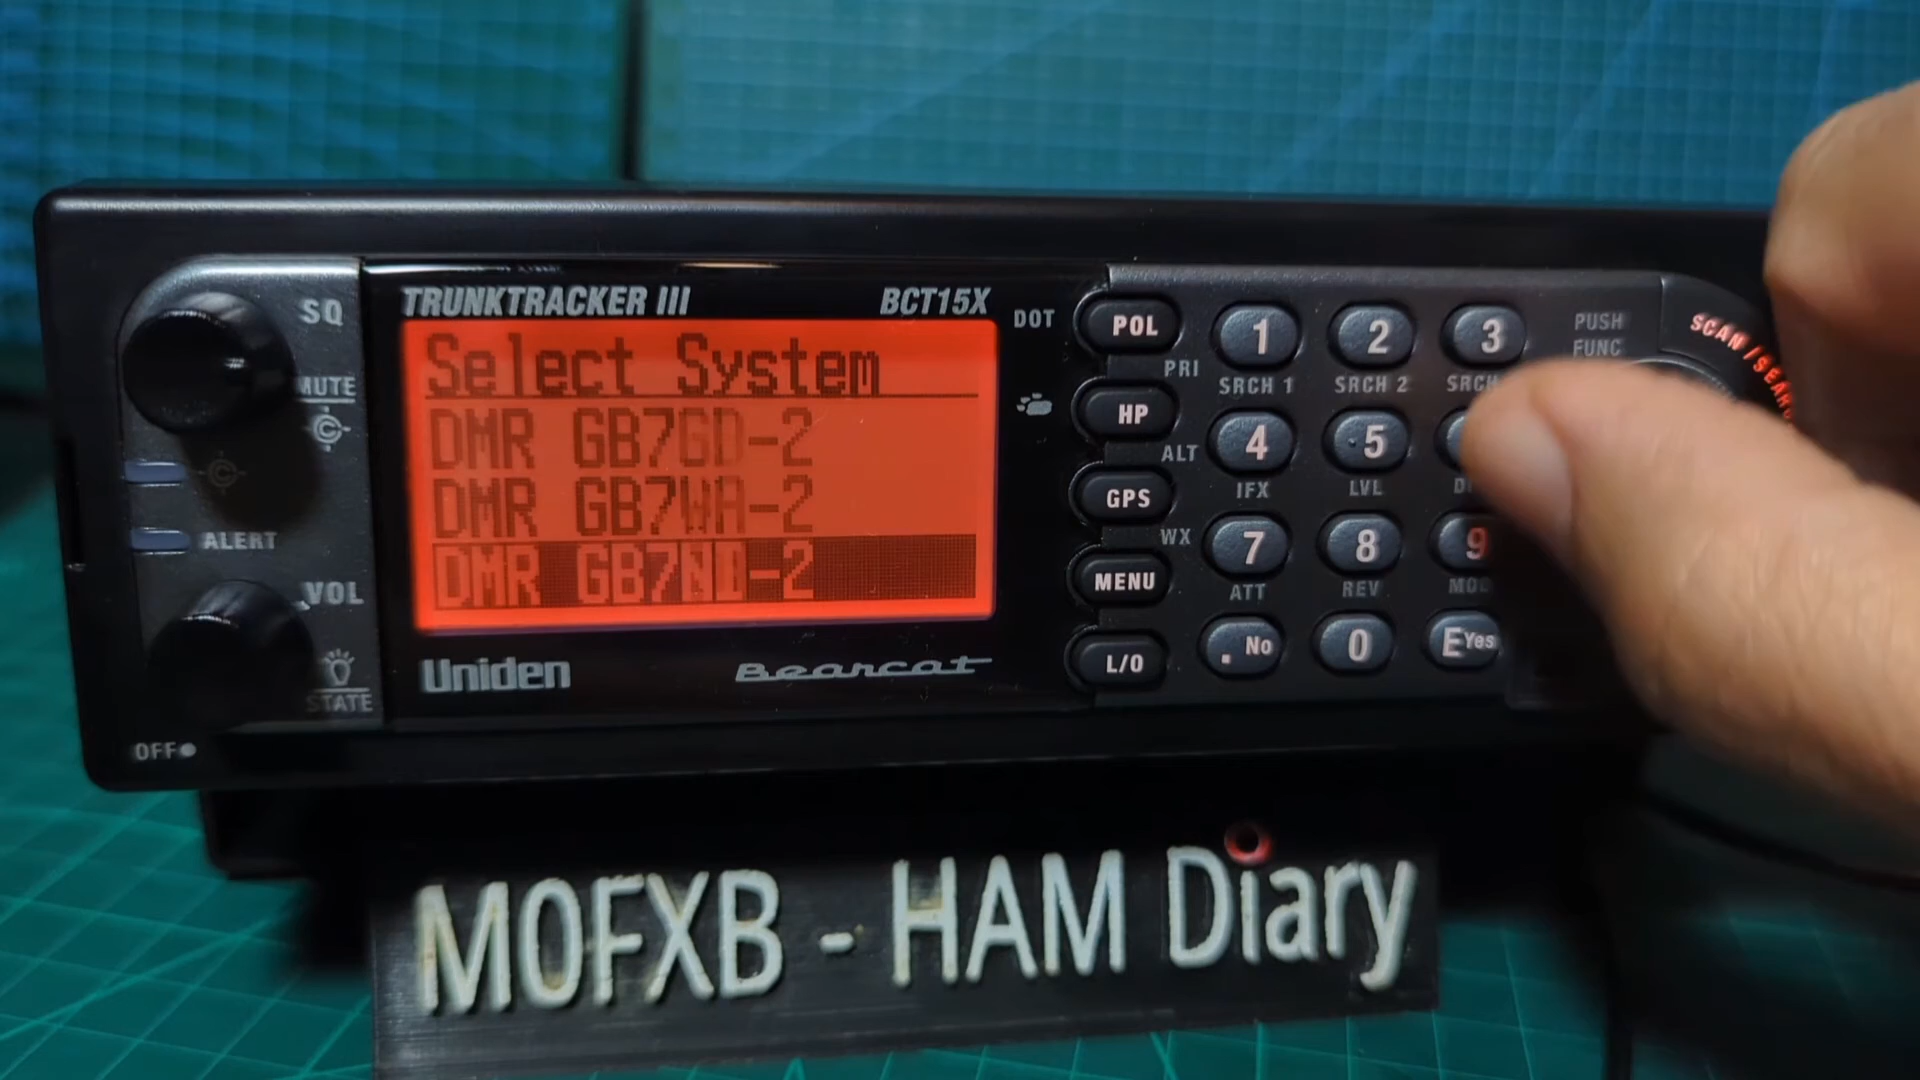 TRUNKTRACKER III BCT15X
Select System
DMR GB7GD-2
DMR GB7WA-2
DMR GB7
Uniden Bearcat
SQ
MUTE
ALERT
VOL
STATE
OFF
DOT
POL
PRI
HP
ALT
GPS
WX
MENU
L/O
1 2 3
SRCH 1 SRCH 2 SRCH
4 5
IFX LVL
7 8 9
ATT REV
. No 0 E Yes
PUSH
FUNC
SCAN /
M0FXB - HAM Diary